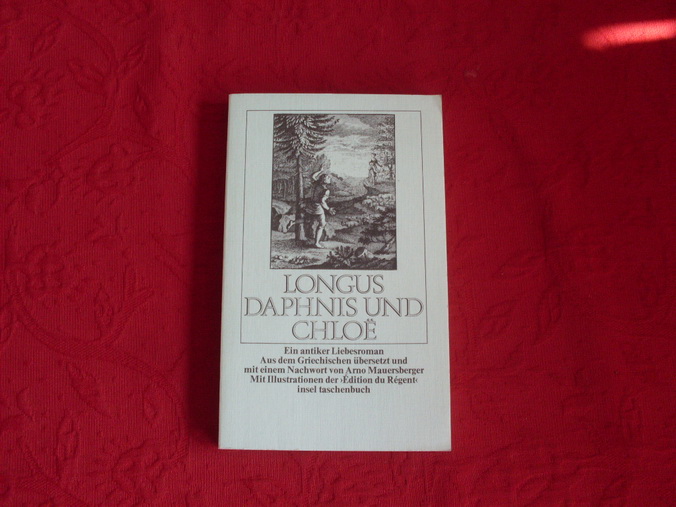 LONGUS
DAPHNIS UND
CHLOË
Ein antiker Liebesroman
Aus dem Griechischen übersetzt und
mit einem Nachwort von Arno Mauersberger
Mit Illustrationen der ›Édition du Régent‹
insel taschenbuch